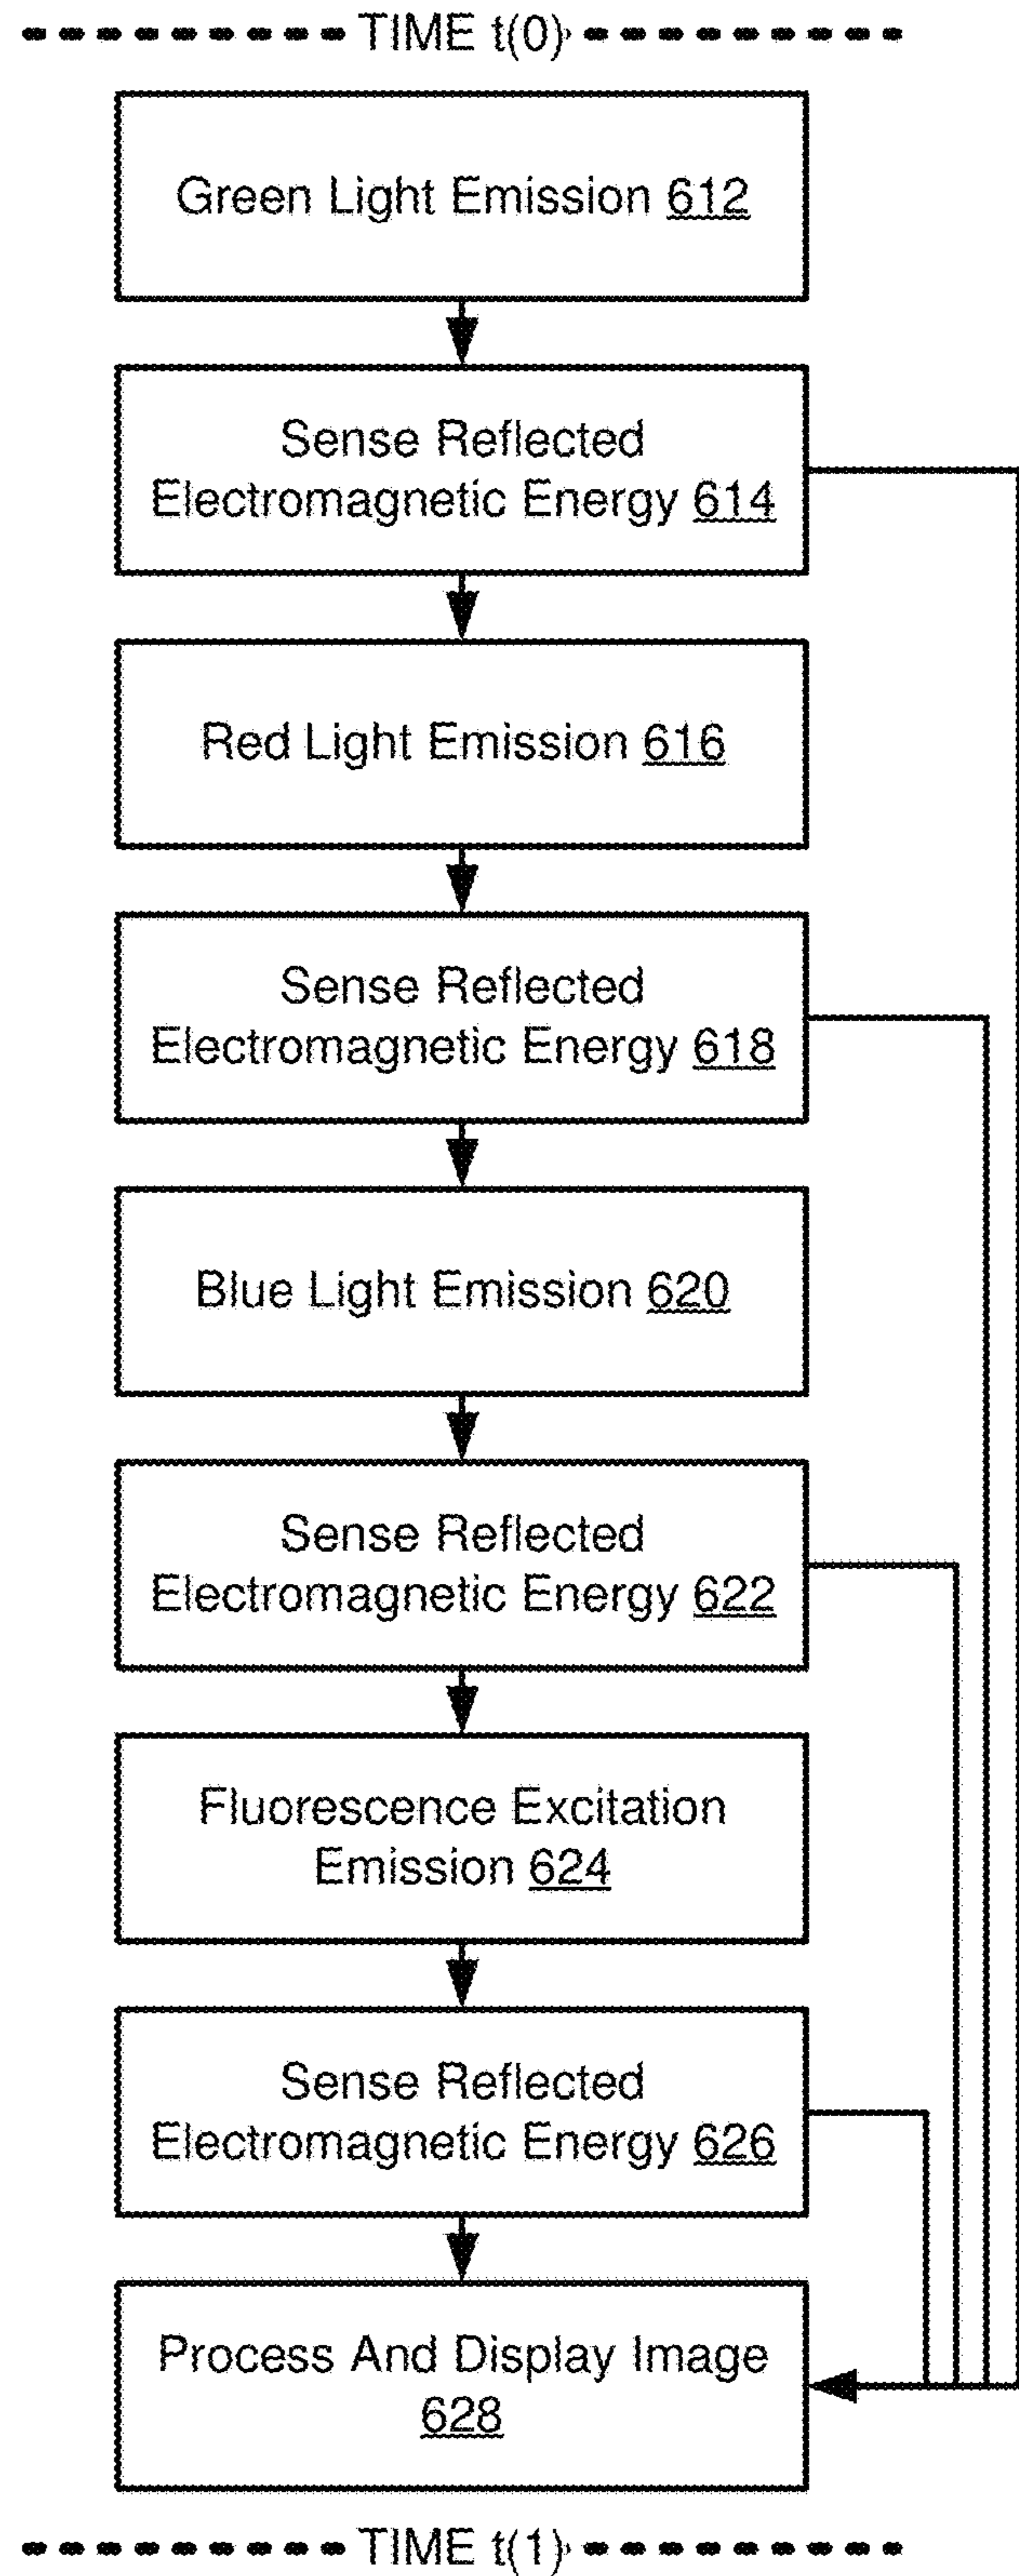 TIME t(0)
Green Light Emission 612
Sense Reflected
Electromagnetic Energy 614
Red Light Emission 616
Sense Reflected
Electromagnetic Energy 618
Blue Light Emission 620
Sense Reflected
Electromagnetic Energy 622
Fluorescence Excitation
Emission 624
Sense Reflected
Electromagnetic Energy 626
Process And Display Image
628
TIME t(1)